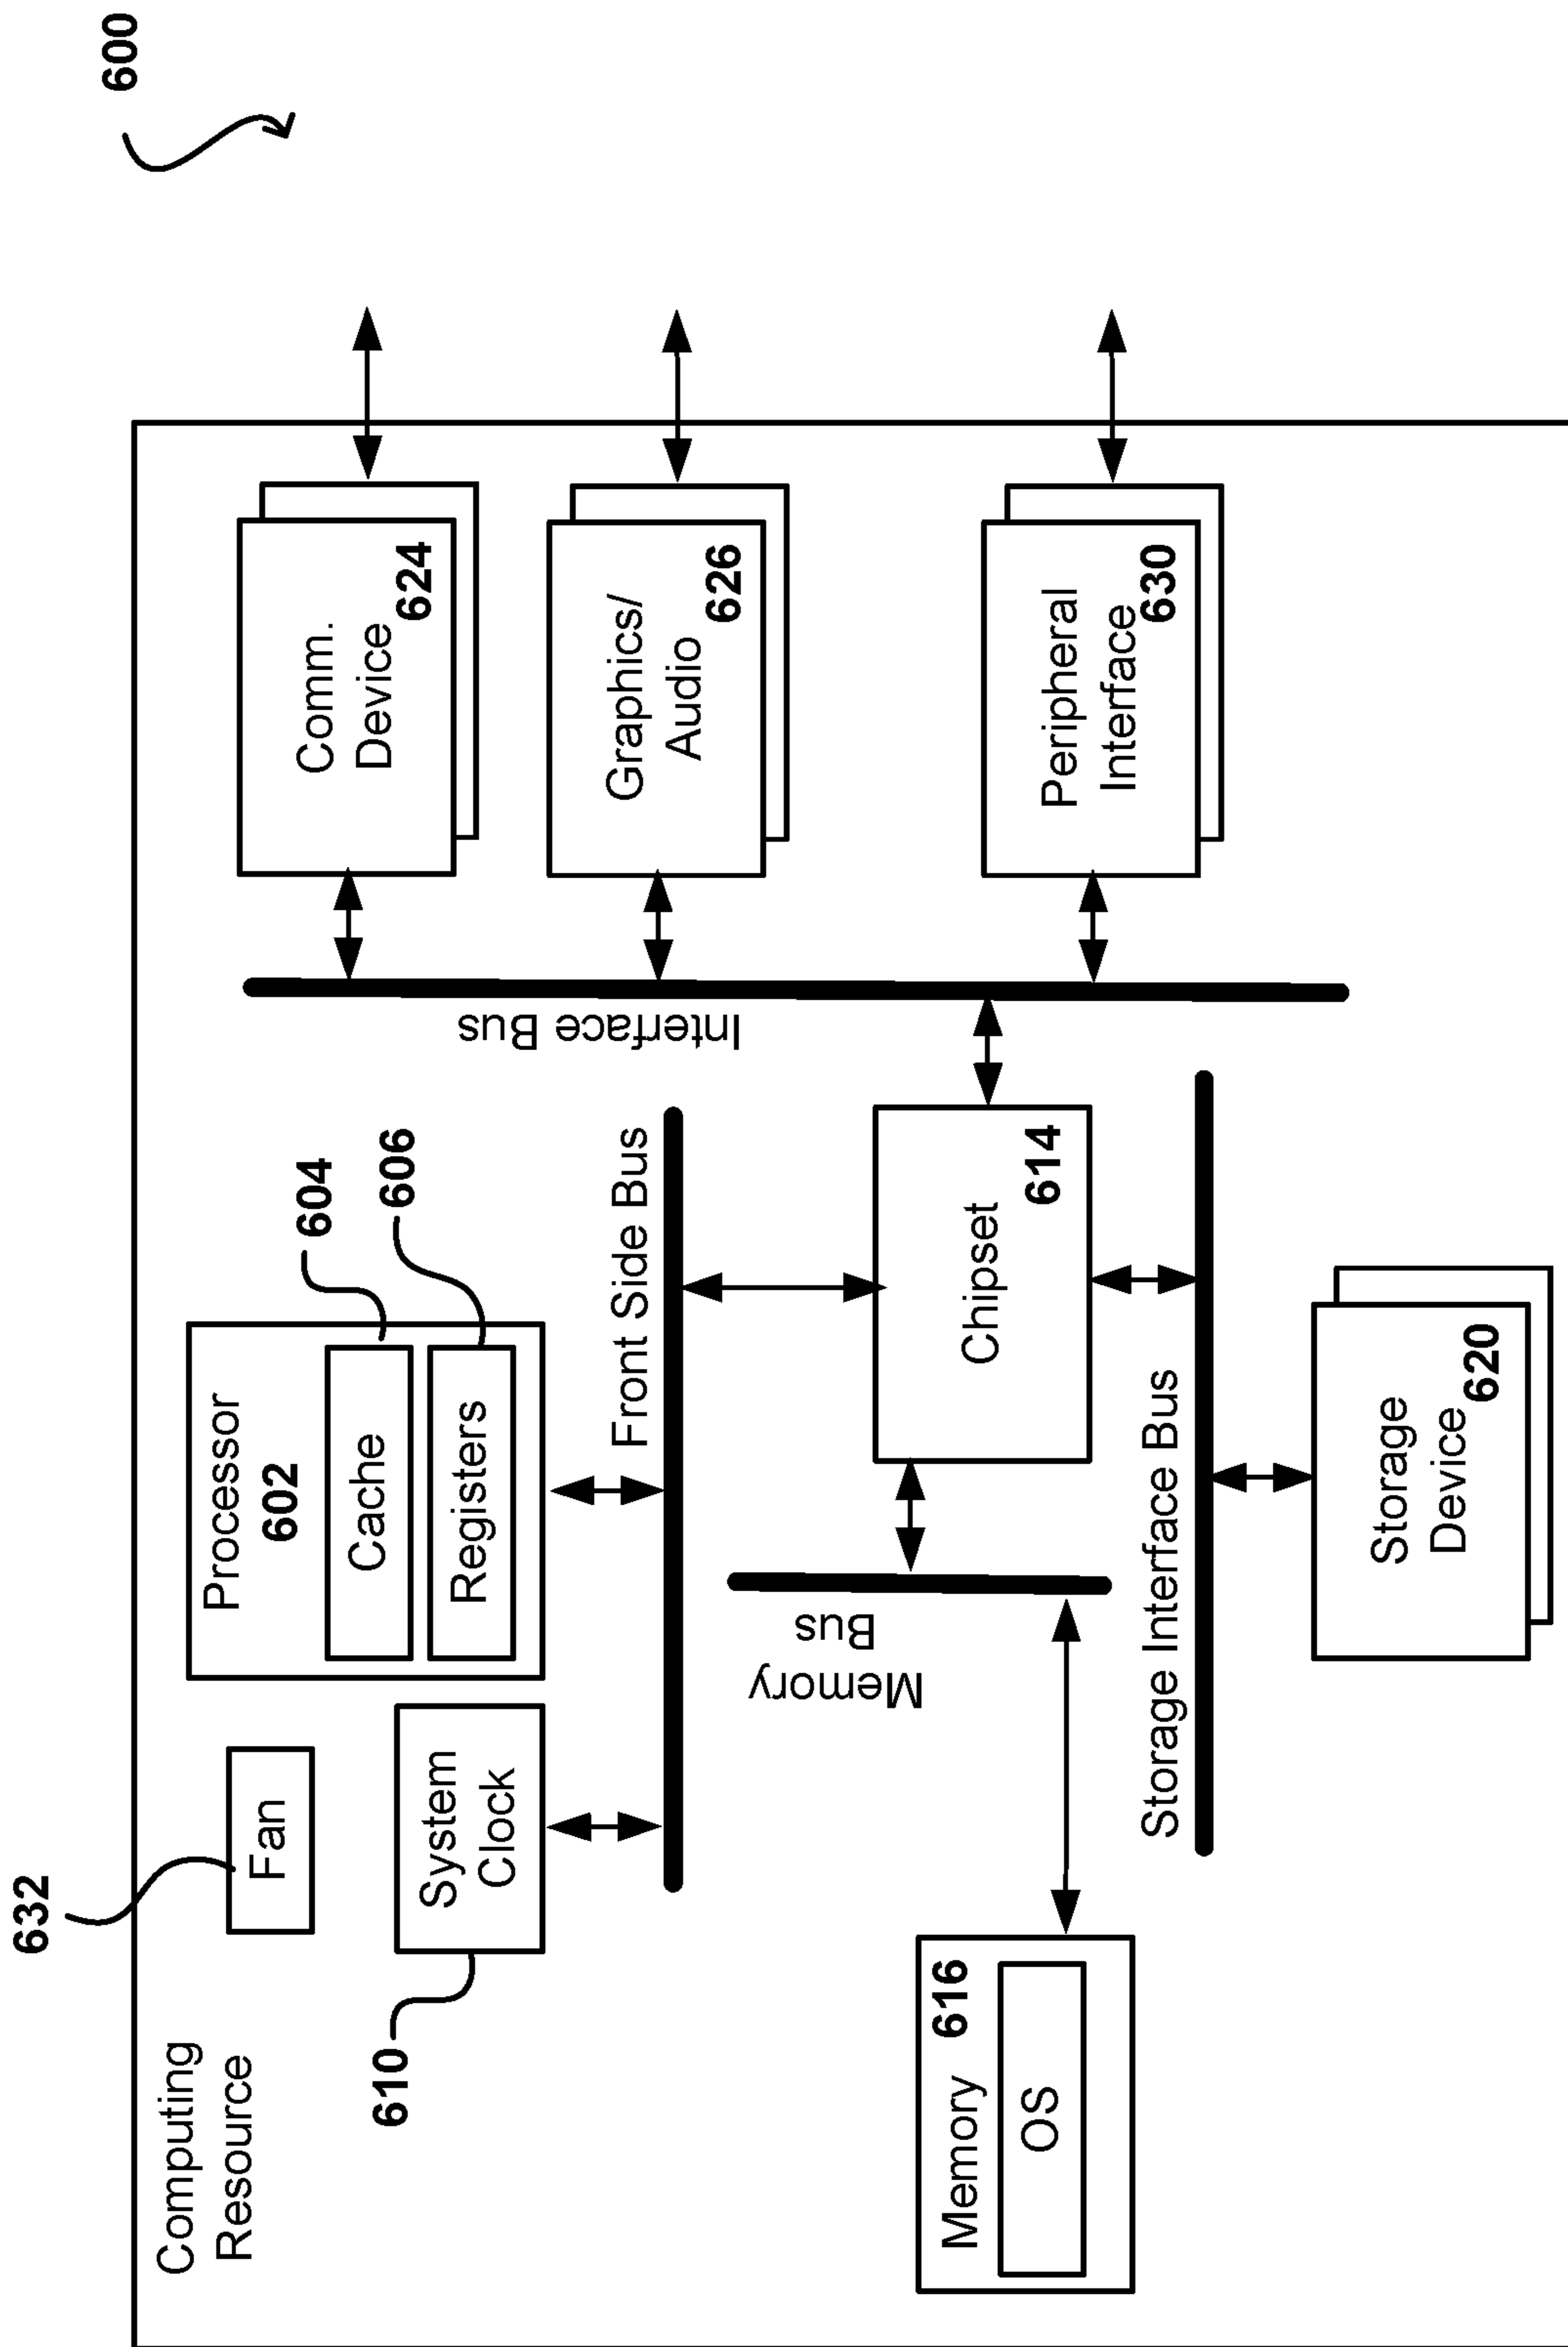 600
632
Computing
Resource
Fan
Processor
602
Cache
Registers
604
606
610
System
Clock
Front Side Bus
Interface Bus
Comm.
Device
624
Graphics/
Audio
626
Peripheral
Interface
630
Memory
Bus
Chipset
614
Memory
616
OS
Storage Interface Bus
Storage
Device
620